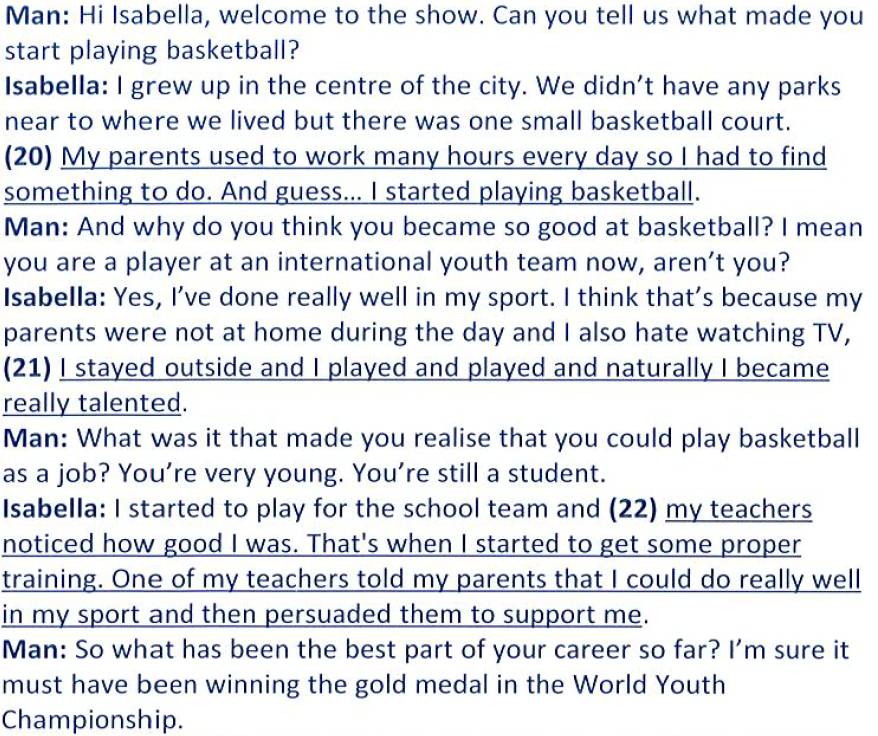 Man: Hi Isabella, welcome to the show. Can you tell us what made you
start playing basketball?
Isabella: I grew up in the centre of the city. We didn’t have any parks
near to where we lived but there was one small basketball court.
(20) My parents used to work many hours every day so I had to find
something to do. And guess... I started playing basketball.
Man: And why do you think you became so good at basketball? I mean
you are a player at an international youth team now, aren’t you?
Isabella: Yes, I’ve done really well in my sport. I think that’s because my
parents were not at home during the day and I also hate watching TV,
(21) I stayed outside and I played and played and naturally I became
really talented.
Man: What was it that made you realise that you could play basketball
as a job? You’re very young. You’re still a student.
Isabella: I started to play for the school team and (22) my teachers
noticed how good I was. That's when I started to get some proper
training. One of my teachers told my parents that I could do really well
in my sport and then persuaded them to support me.
Man: So what has been the best part of your career so far? I’m sure it
must have been winning the gold medal in the World Youth
Championship.